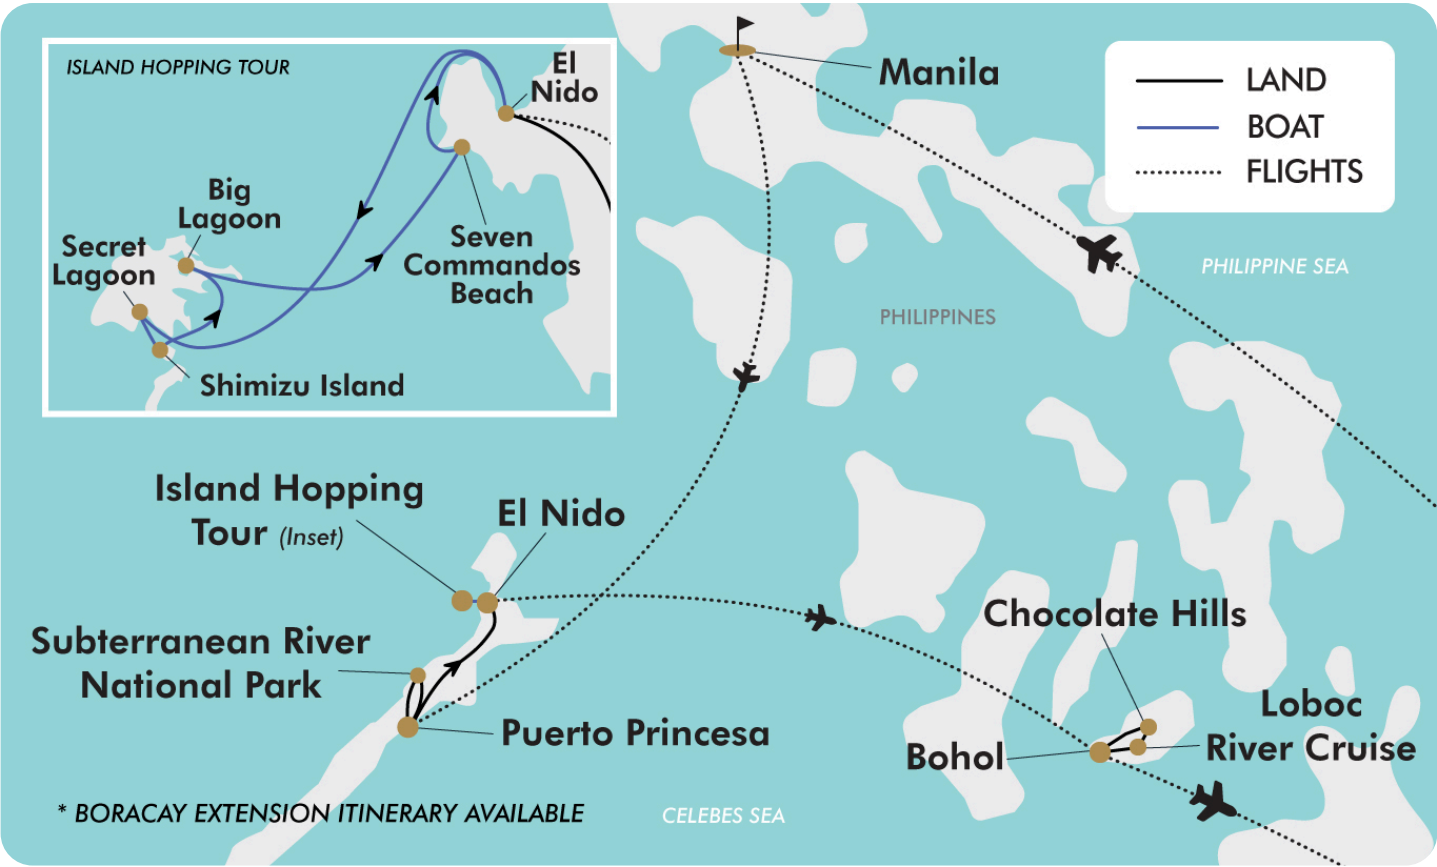 ISLAND HOPPING TOUR
El
Nido
Big
Lagoon
Secret
Lagoon
Seven
Commandos
Beach
Shimizu Island
Manila
LAND
BOAT
FLIGHTS
PHILIPPINE SEA
PHILIPPINES
Island Hopping
Tour (Inset)
El Nido
Subterranean River
National Park
Puerto Princesa
Chocolate Hills
Loboc
River Cruise
Bohol
* BORACAY EXTENSION ITINERARY AVAILABLE
CELEBES SEA